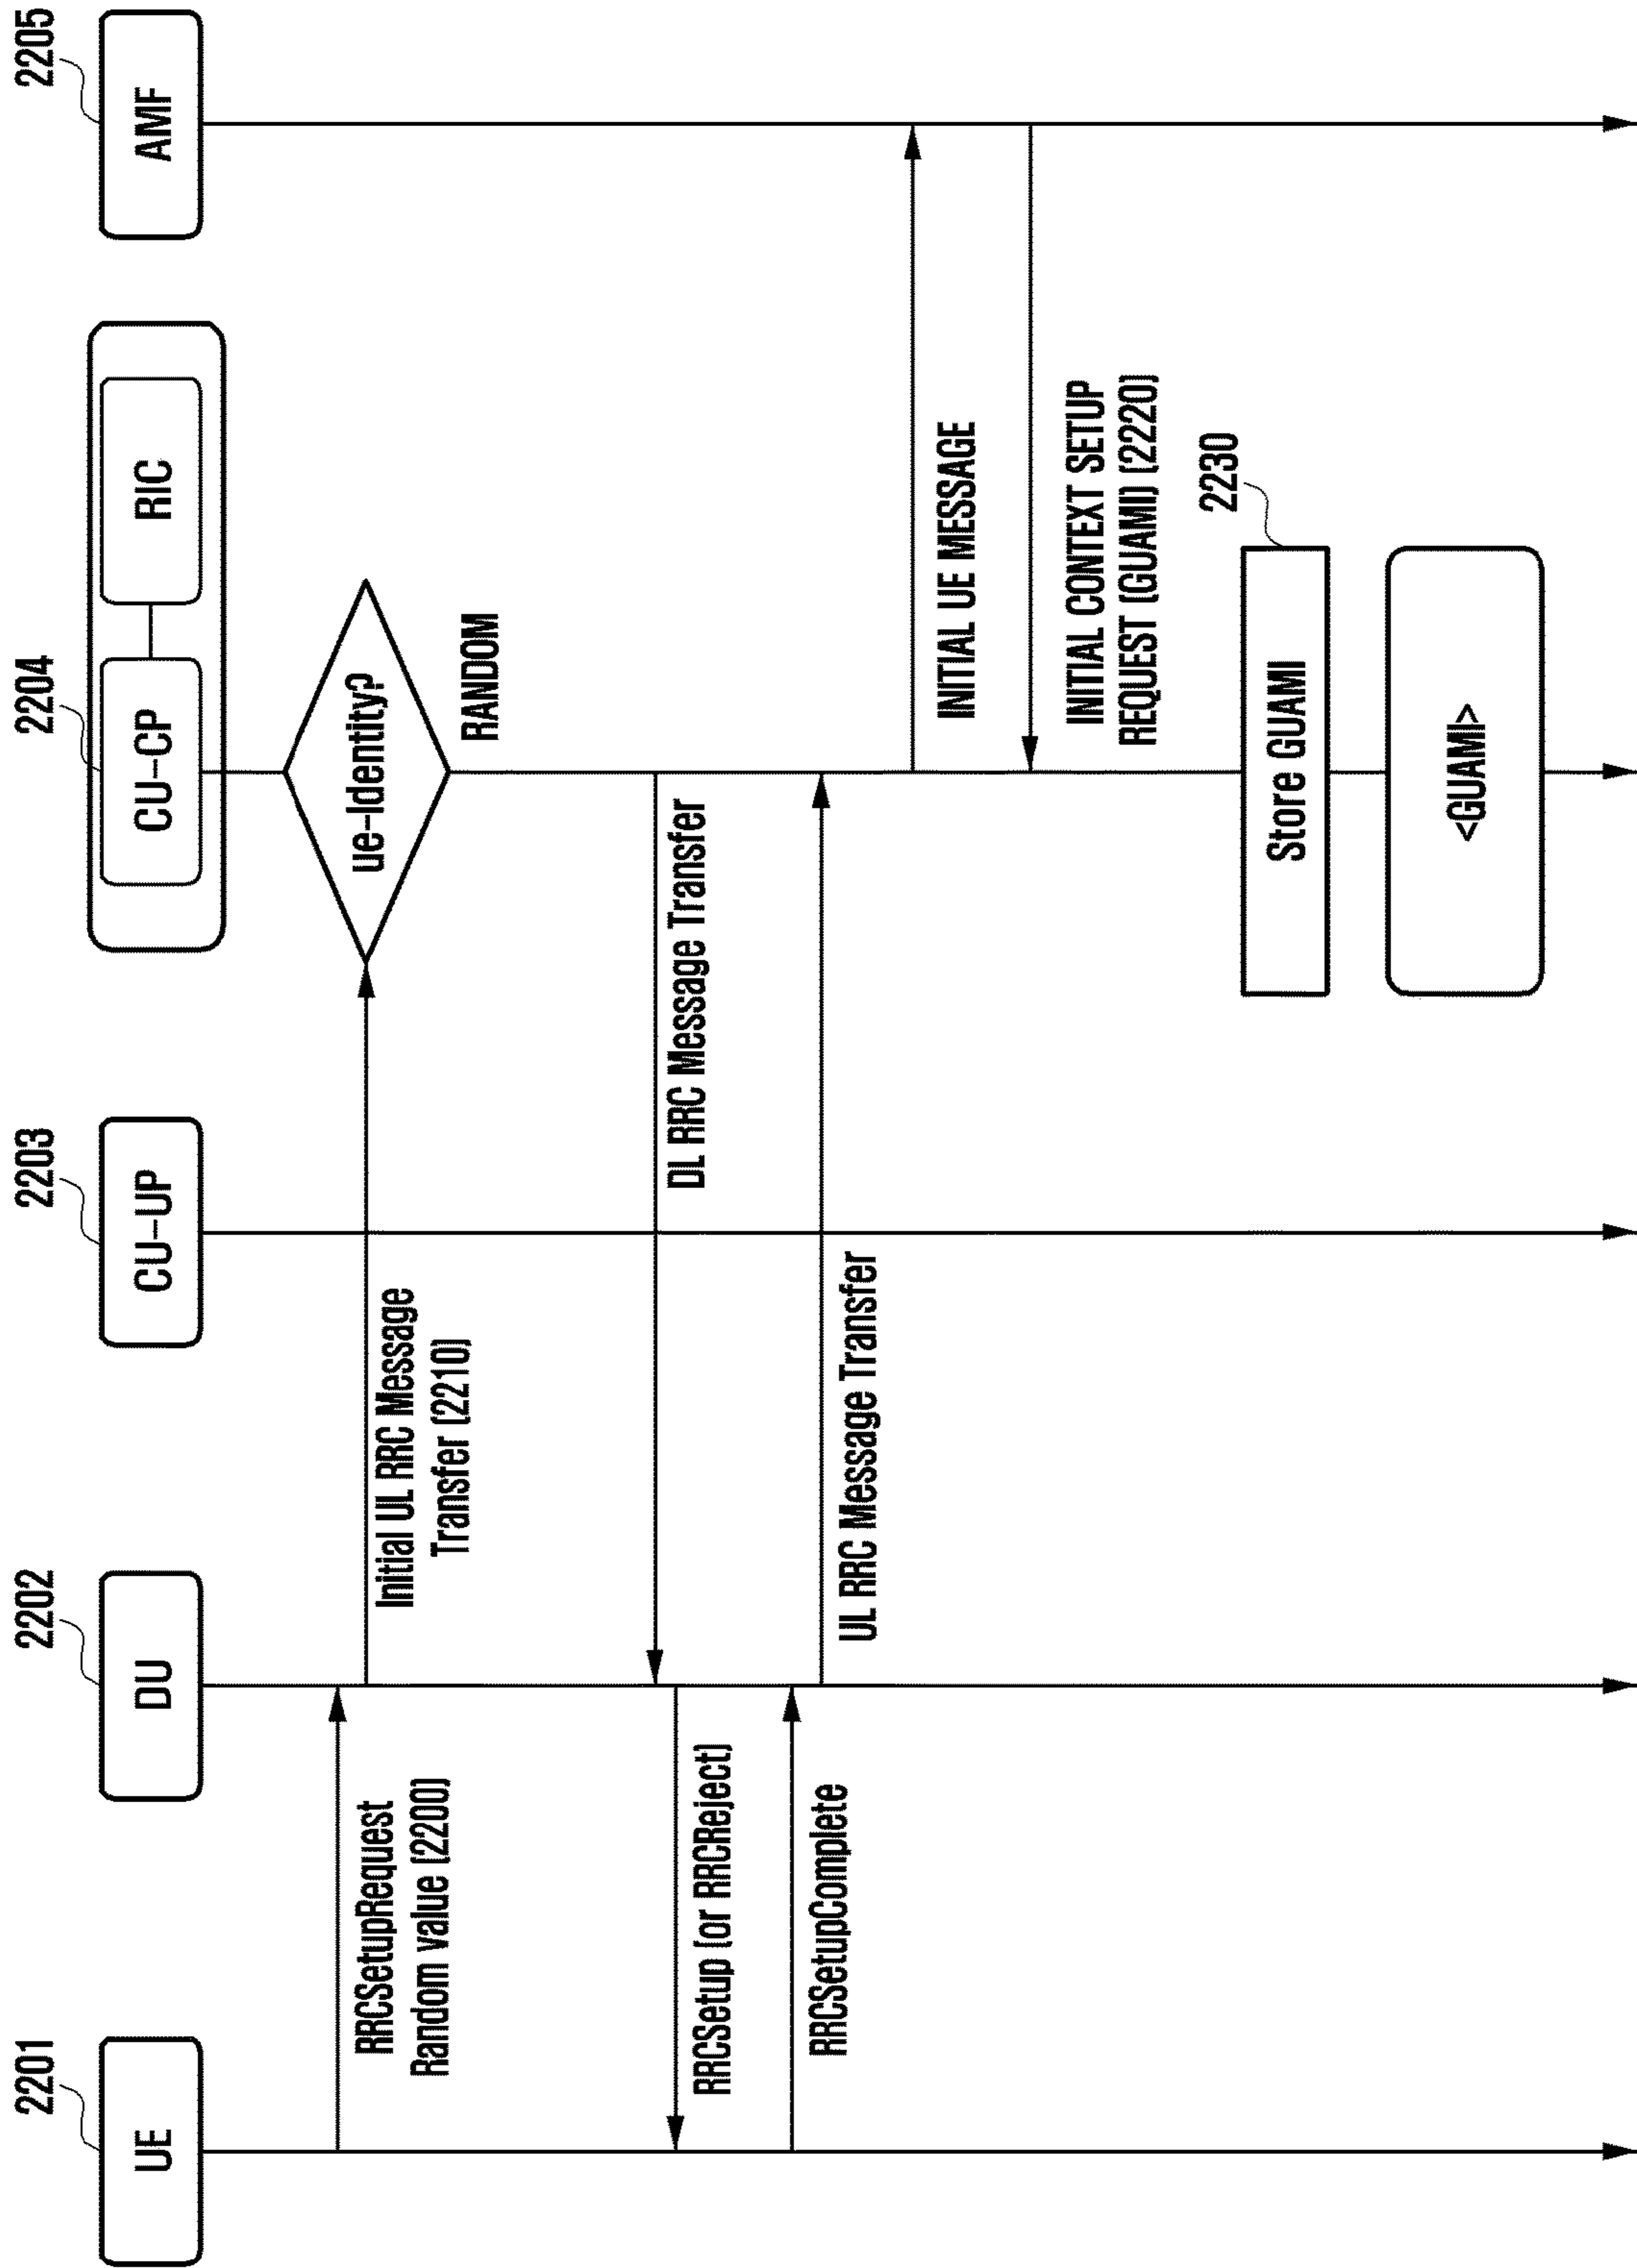 2201
2202
2203
2204
2205
UE
DU
CU-UP
CU-CP
RIC
AMF
RRCSetupRequest
Random value (2200)
Initial UL RRC Message
Transfer (2210)
ue-Identity?
RANDOM
DL RRC Message Transfer
RRCSetup (or RRCReject)
RRCSetupComplete
UL RRC Message Transfer
INITIAL UE MESSAGE
INITIAL CONTEXT SETUP
REQUEST (GUAMI) (2220)
2230
Store GUAMI
<GUAMI>